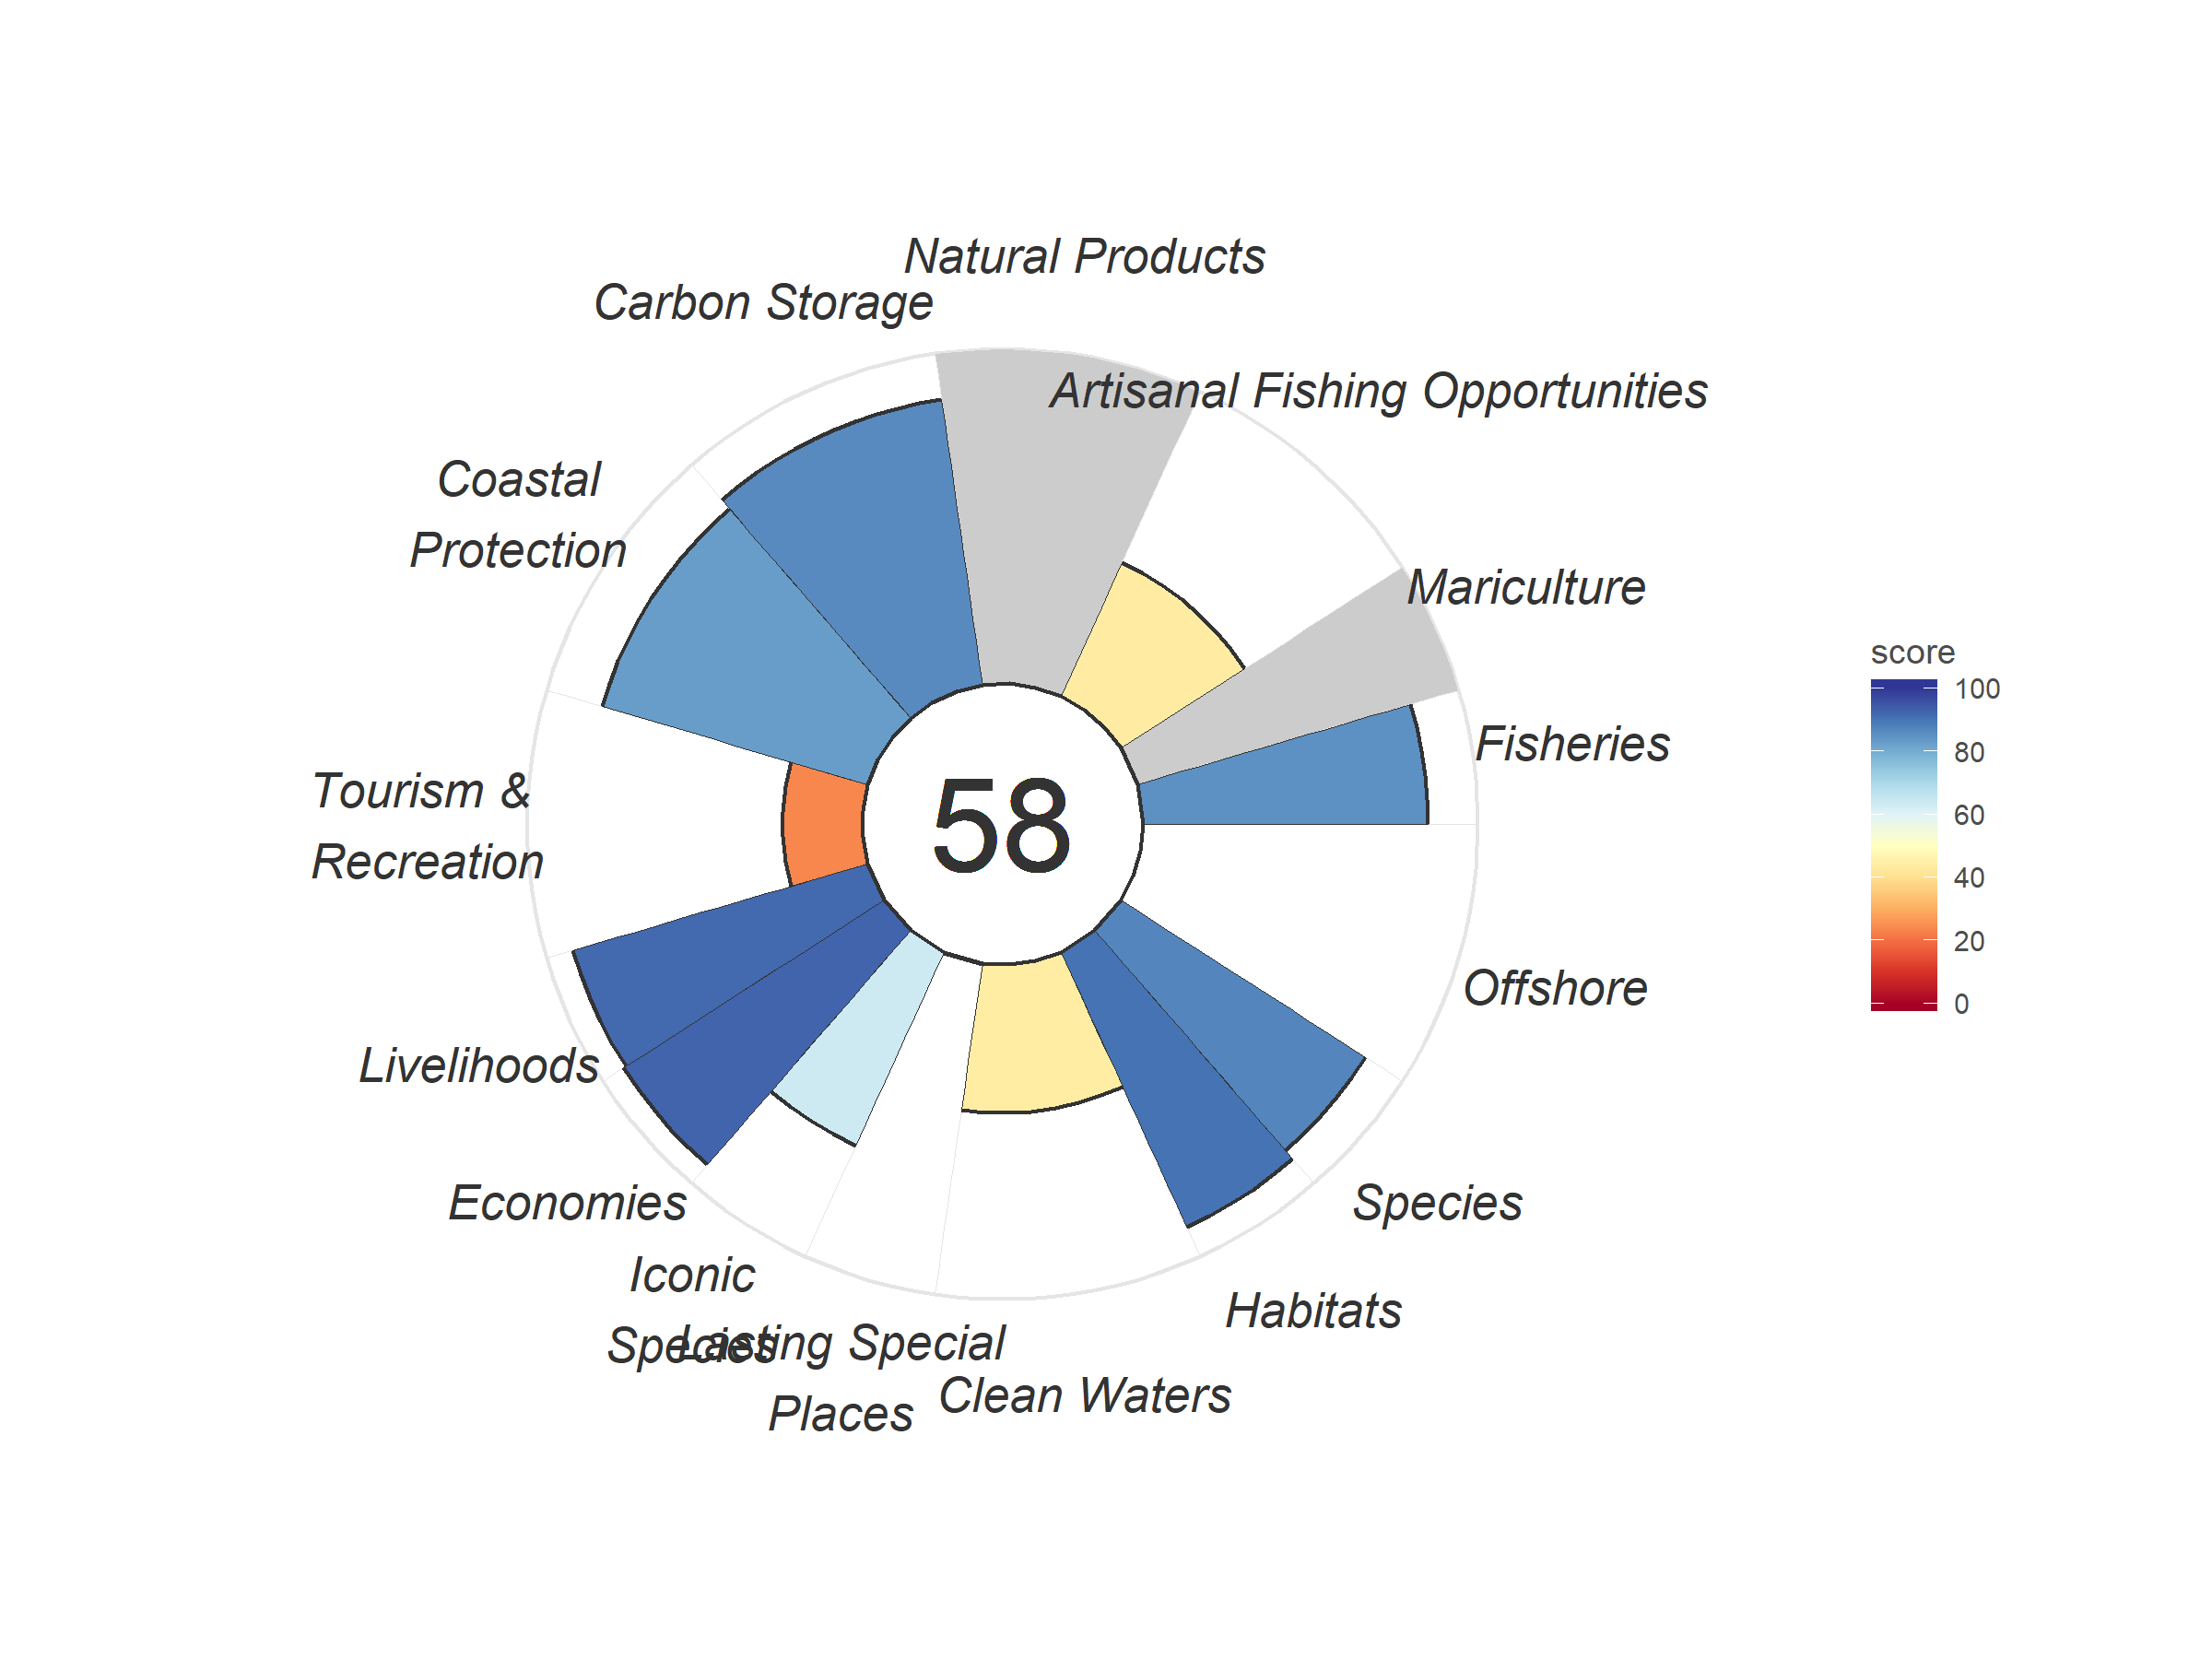 Natural Products
Carbon Storage
Artisanal Fishing Opportunities
Coastal
Protection
Mariculture
Fisheries
Tourism &
Recreation
58
Offshore
Livelihoods
Economies
Species
Iconic
Species
Habitats
Lasting Special
Places
Clean Waters
score
100
80
60
40
20
0